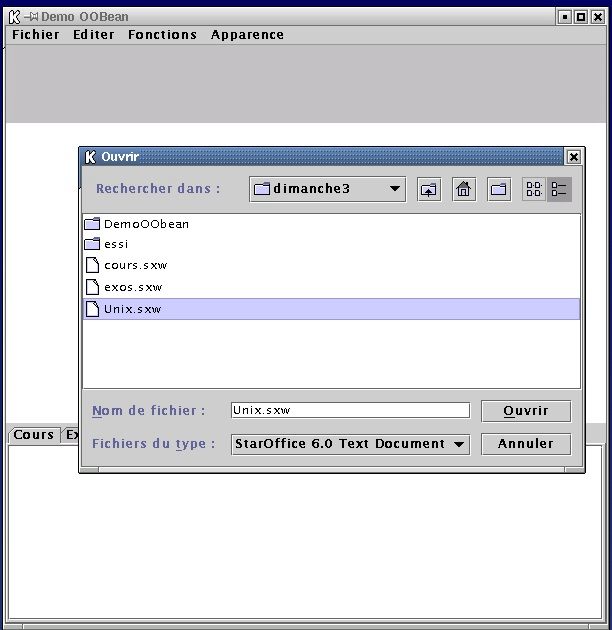 Demo OOBean
Fichier Editer Fonctions Apparence
Ouvrir
Rechercher dans : dimanche3
DemoOObean
essi
cours.sxw
exos.sxw
Unix.sxw
Nom de fichier : Unix.sxw Ouvrir
Fichiers du type : StarOffice 6.0 Text Document Annuler
Cours Ex